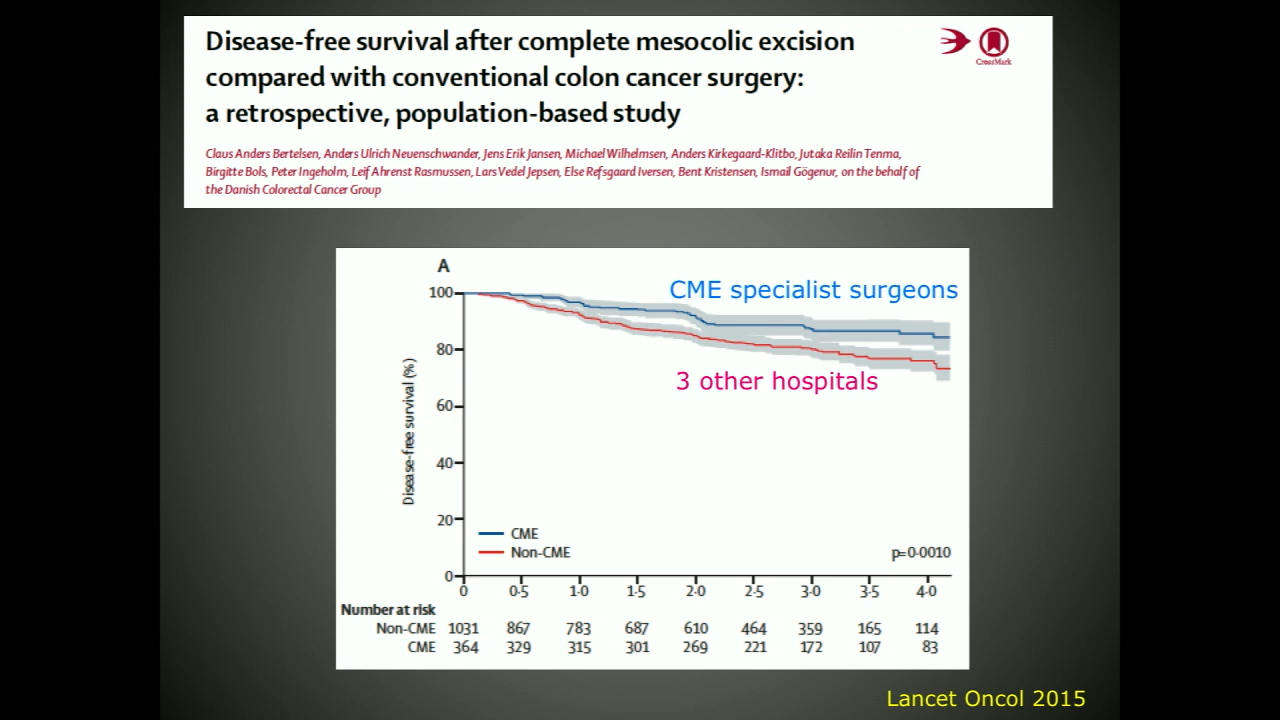 Disease-free survival after complete mesocolic excision
compared with conventional colon cancer surgery:
a retrospective, population-based study
CrossMark
Claus Anders Bertelsen, Anders Ulrich Neuenschwander, Jens Erik Jansen, Michael Wilhelmsen, Anders Kirkegaard-Klitbo, Jutaka Reilin Tenma,
Birgitte Bols, Peter Ingeholm, Leif Ahrenst Rasmussen, Lars Vedel Jepsen, Else Refsgaard Iversen, Bent Kristensen, Ismail Gögenur, on the behalf of
the Danish Colorectal Cancer Group
A
CME specialist surgeons
3 other hospitals
Disease-free survival (%)
100
80
60
40
20
0
CME
Non-CME
p=0·0010
0 0·5 1·0 1·5 2·0 2·5 3·0 3·5 4·0
Number at risk
Non-CME 1031 867 783 687 610 464 359 165 114
CME 364 329 315 301 269 221 172 107 83
Lancet Oncol 2015